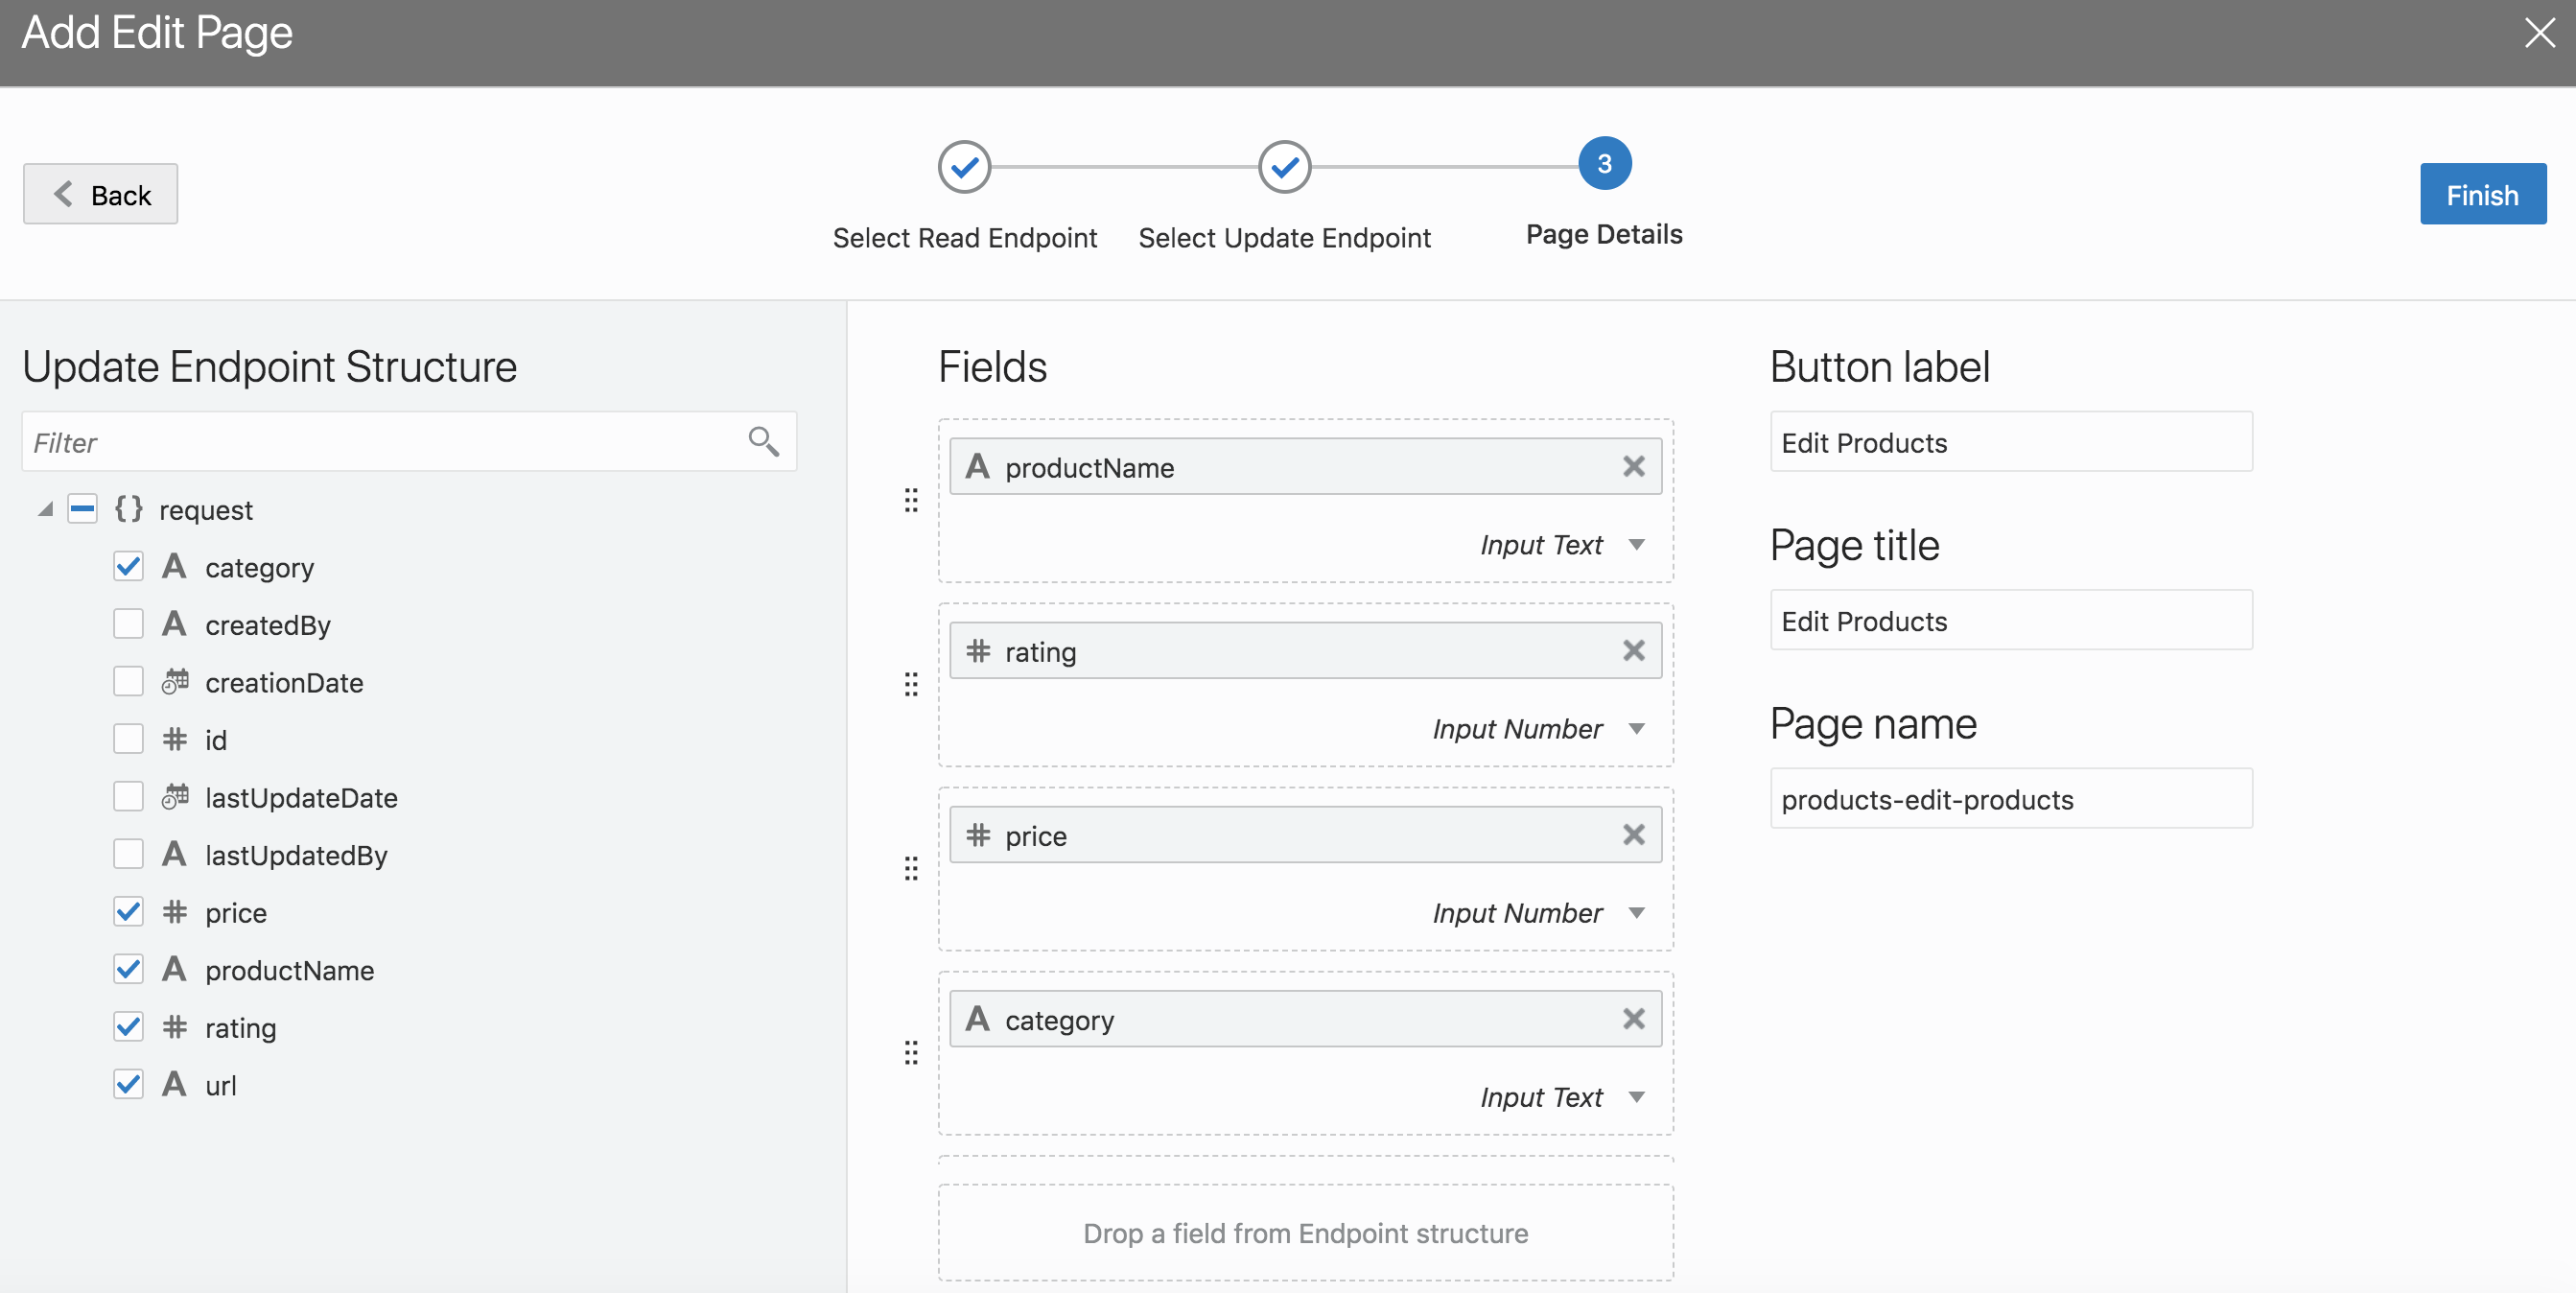 Add Edit Page
Back
3
Finish
Select Read Endpoint
Select Update Endpoint
Page Details
Update Endpoint Structure
Filter
{} request
A category
A createdBy
creationDate
# id
lastUpdateDate
A lastUpdatedBy
# price
A productName
# rating
A url
Fields
A productName
Input Text
# rating
Input Number
# price
Input Number
A category
Input Text
Drop a field from Endpoint structure
Button label
Edit Products
Page title
Edit Products
Page name
products-edit-products